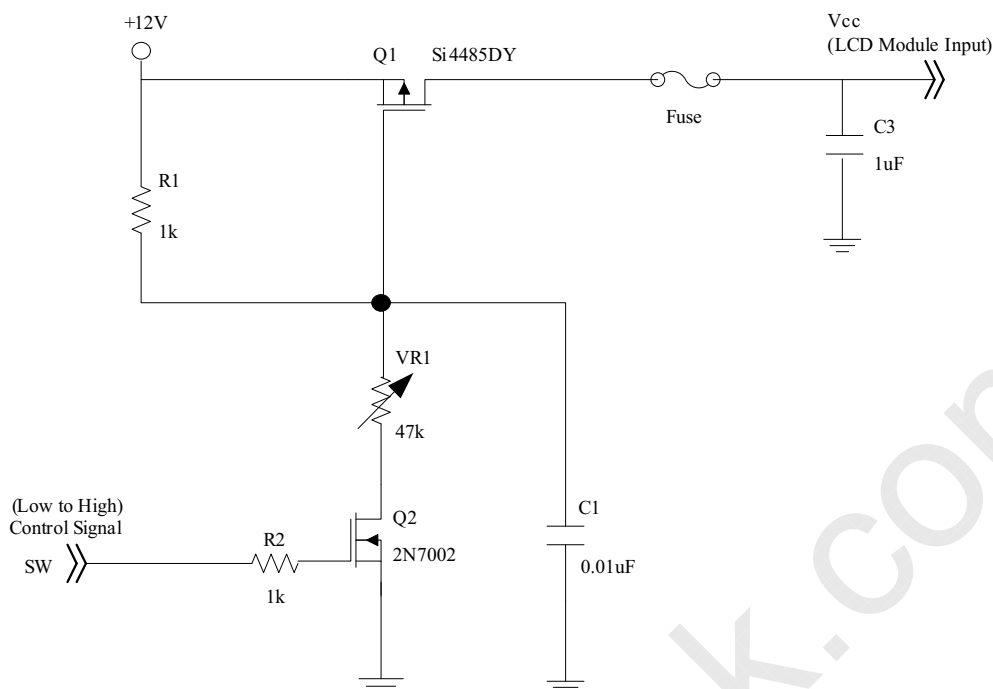 +12V
Q1
Si4485DY
Vcc
(LCD Module Input)
Fuse
C3
1uF
R1
1k
VR1
47k
(Low to High)
Control Signal
SW
R2
1k
Q2
2N7002
C1
0.01uF
k.com